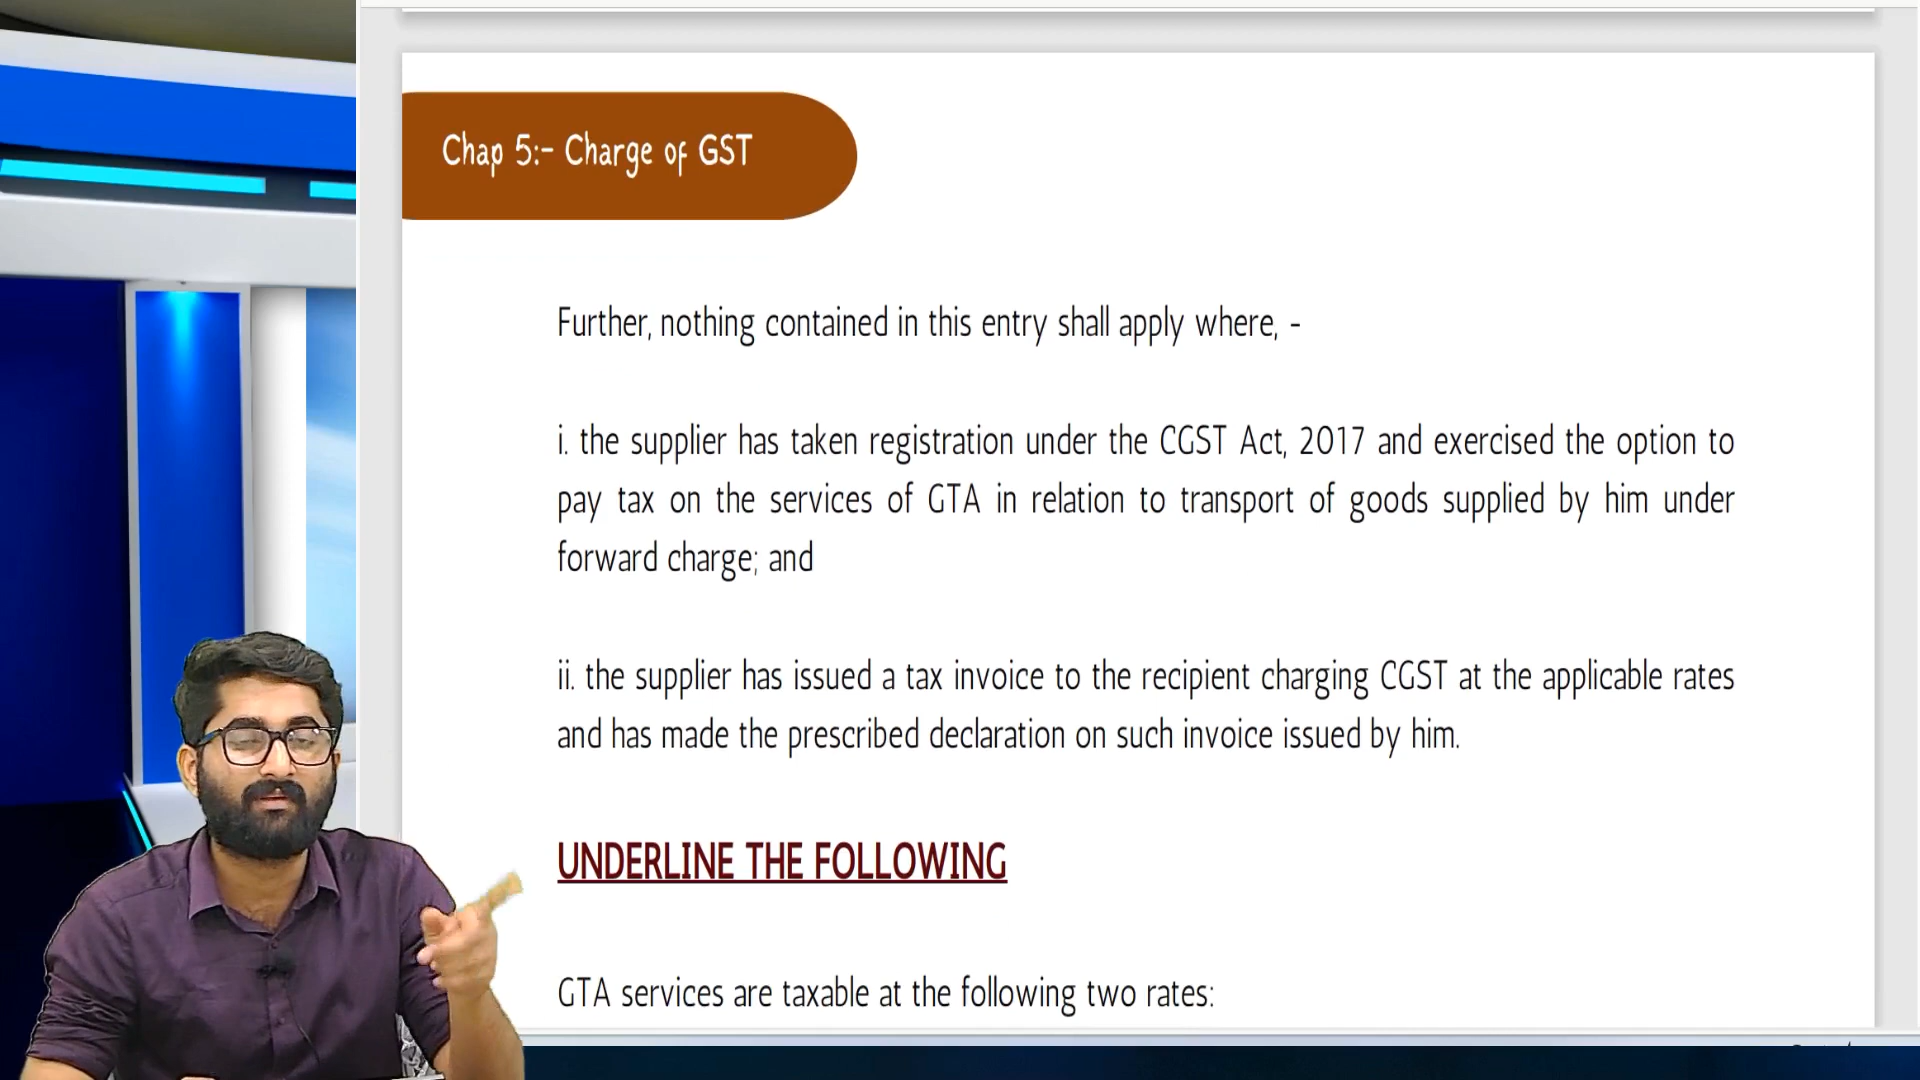 Chap 5:- Charge of GST
Further, nothing contained in this entry shall apply where, -
i. the supplier has taken registration under the CGST Act, 2017 and exercised the option to
pay tax on the services of GTA in relation to transport of goods supplied by him under
forward charge; and
ii. the supplier has issued a tax invoice to the recipient charging CGST at the applicable rates
and has made the prescribed declaration on such invoice issued by him.
UNDERLINE THE FOLLOWING
GTA services are taxable at the following two rates: